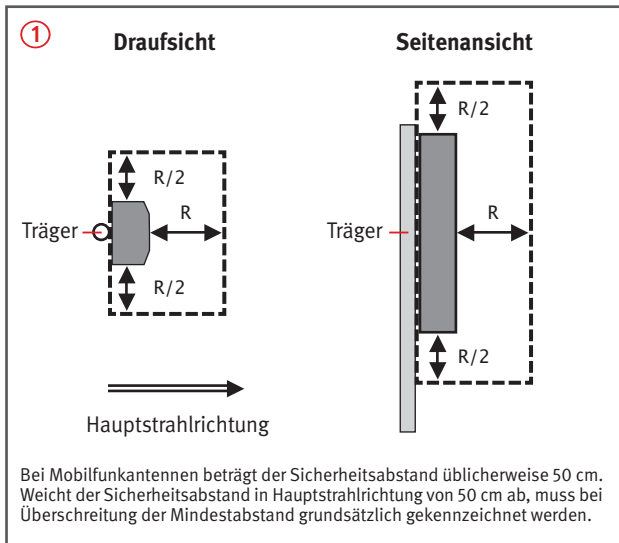 1
Draufsicht
R/2
R
Träger
R/2
Hauptstrahlrichtung
Seitenansicht
R/2
R
Träger
R/2
Bei Mobilfunkantennen beträgt der Sicherheitsabstand üblicherweise 50 cm.
Weicht der Sicherheitsabstand in Hauptstrahlrichtung von 50 cm ab, muss bei
Überschreitung der Mindestabstand grundsätzlich gekennzeichnet werden.